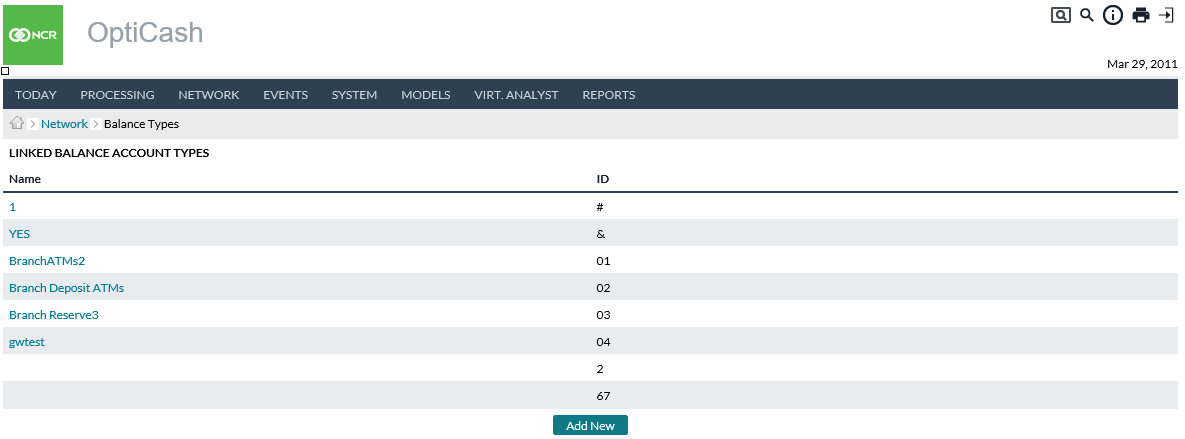 NCR OptiCash
Mar 29, 2011
TODAY PROCESSING NETWORK EVENTS SYSTEM MODELS VIRT. ANALYST REPORTS
Network Balance Types
LINKED BALANCE ACCOUNT TYPES
Name ID
1 #
YES &
BranchATMs2 01
Branch Deposit ATMs 02
Branch Reserve3 03
gwtest 04
2
67
Add New